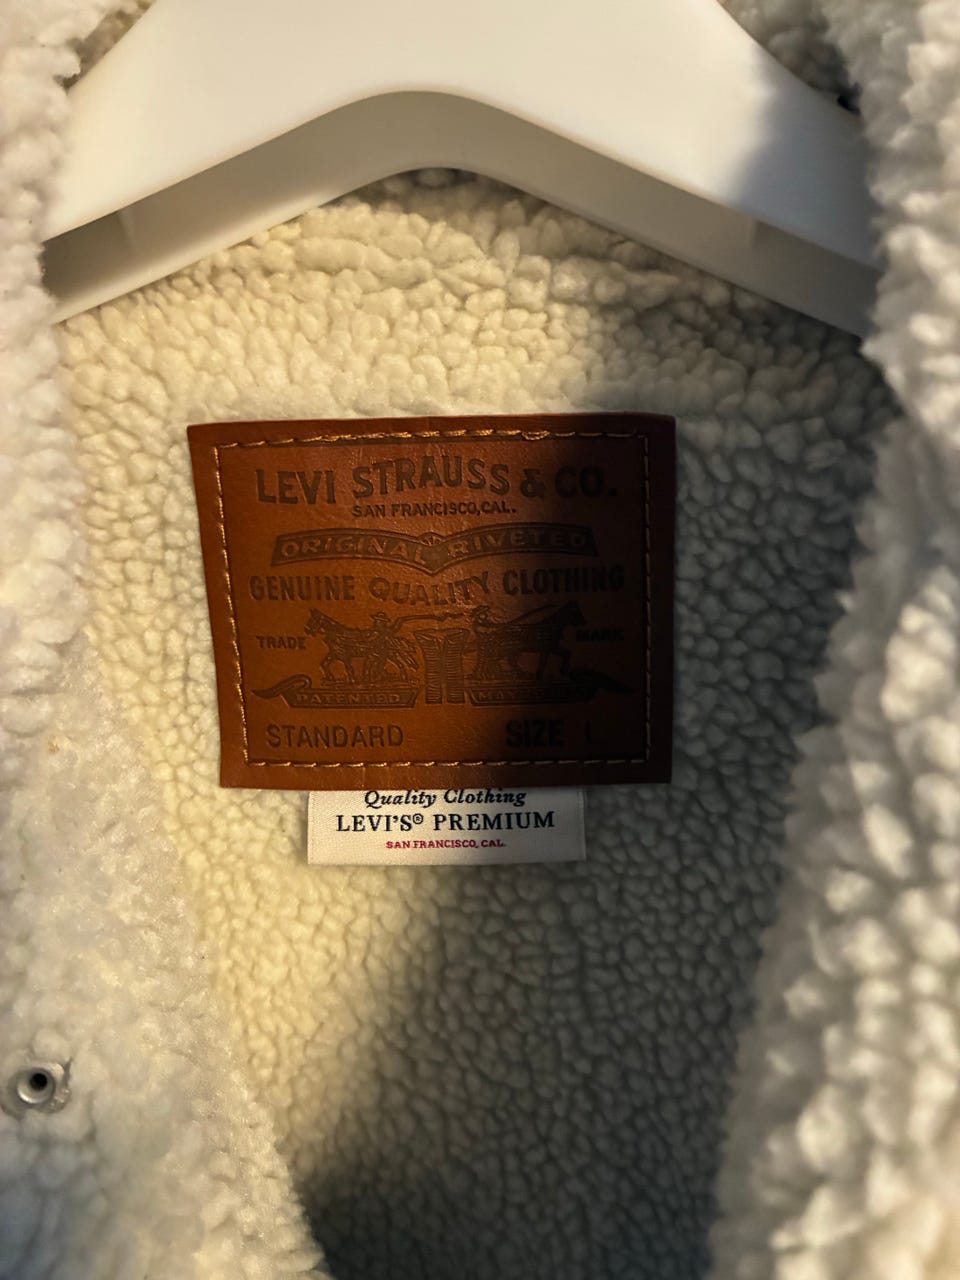 LEVI STRAUSS & CO.
SAN FRANCISCO, CAL.
ORIGINAL RIVETED
GENUINE QUALITY CLOTHING
TRADE MARK
PATENTED MAY
STANDARD SIZE L
Quality Clothing
LEVI'S® PREMIUM
SAN FRANCISCO, CAL.